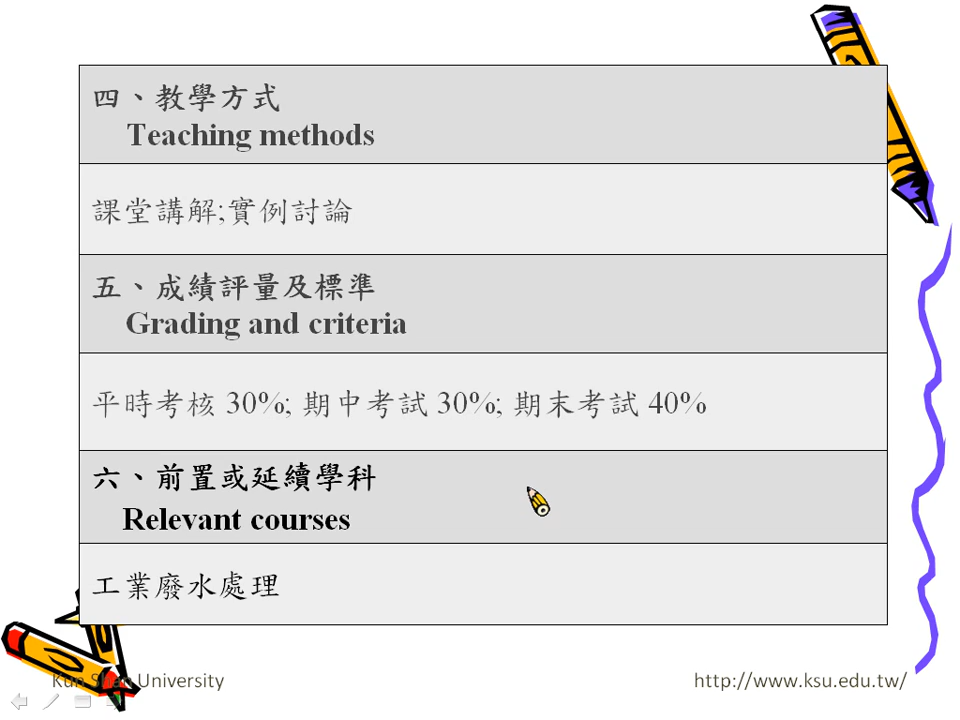 四、教學方式
Teaching methods
課堂講解;實例討論
五、成績評量及標準
Grading and criteria
平時考核 30%; 期中考試 30%; 期末考試 40%
六、前置或延續學科
Relevant courses
工業廢水處理
Kun Shan University
http://www.ksu.edu.tw/